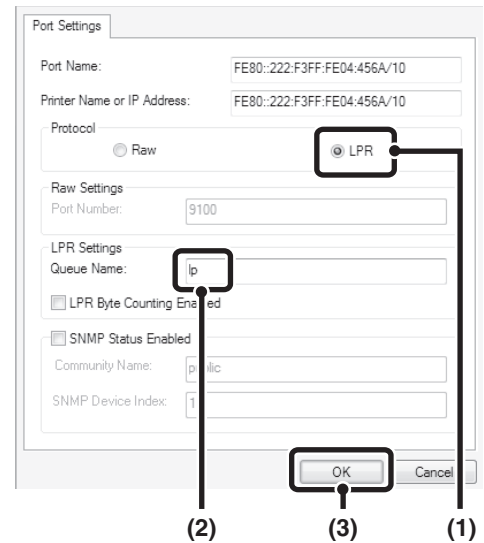 Port Settings
Port Name: FE80::222:F3FF:FE04:456A/10
Printer Name or IP Address: FE80::222:F3FF:FE04:456A/10
Protocol
Raw LPR
Raw Settings
Port Number: 9100
LPR Settings
Queue Name: lp
LPR Byte Counting Enabled
SNMP Status Enabled
Community Name: public
SNMP Device Index: 1
OK Cancel
(2) (3) (1)